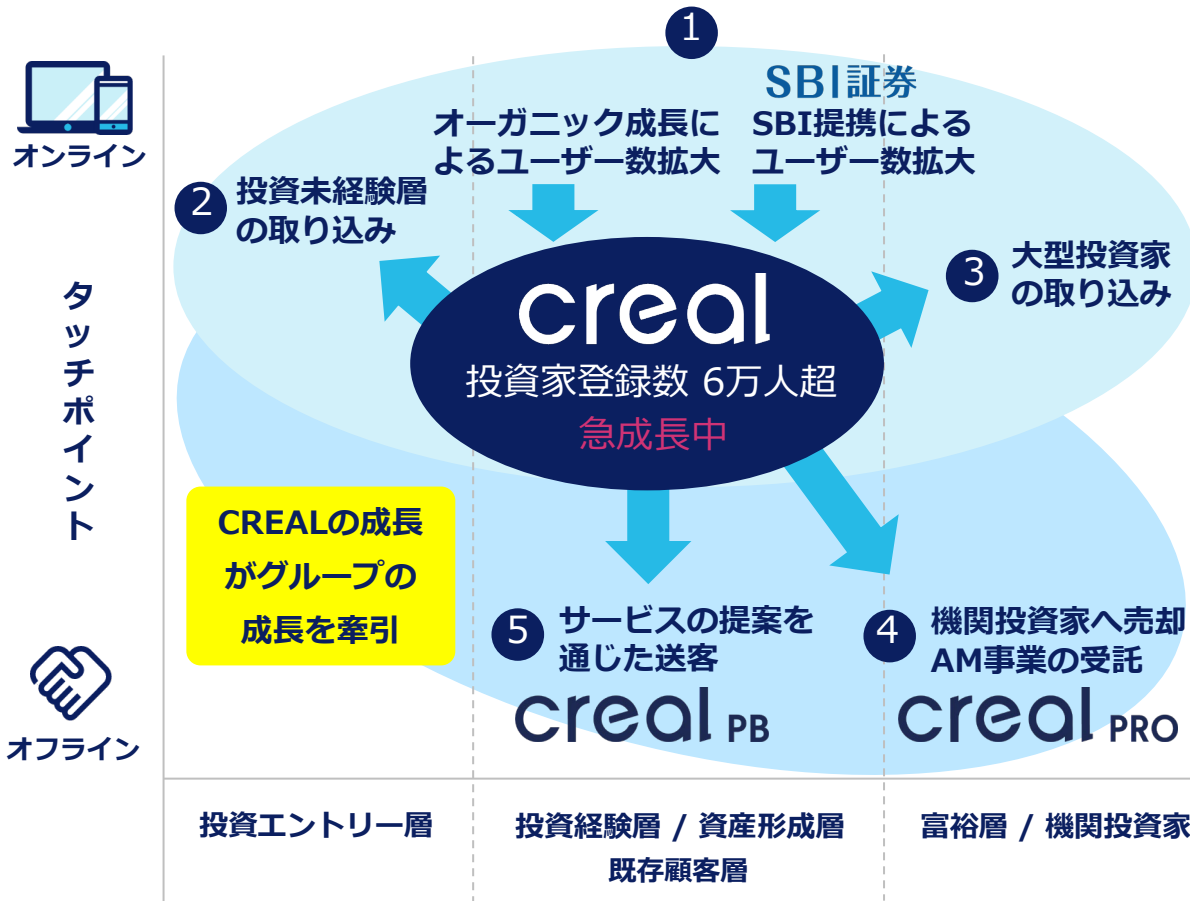 1
SBI証券
オーガニック成長に
よるユーザー数拡大
SBI提携による
ユーザー数拡大
オンライン
2
投資未経験層
の取り込み
3
大型投資家
の取り込み
creal
投資家登録数 6万人超
急成長中
タッチポイント
CREALの成長
がグループの
成長を牽引
5
サービスの提案を
通じた送客
creal PB
4
機関投資家へ売却
AM事業の受託
creal PRO
オフライン
投資エントリー層
投資経験層 / 資産形成層
既存顧客層
富裕層 / 機関投資家